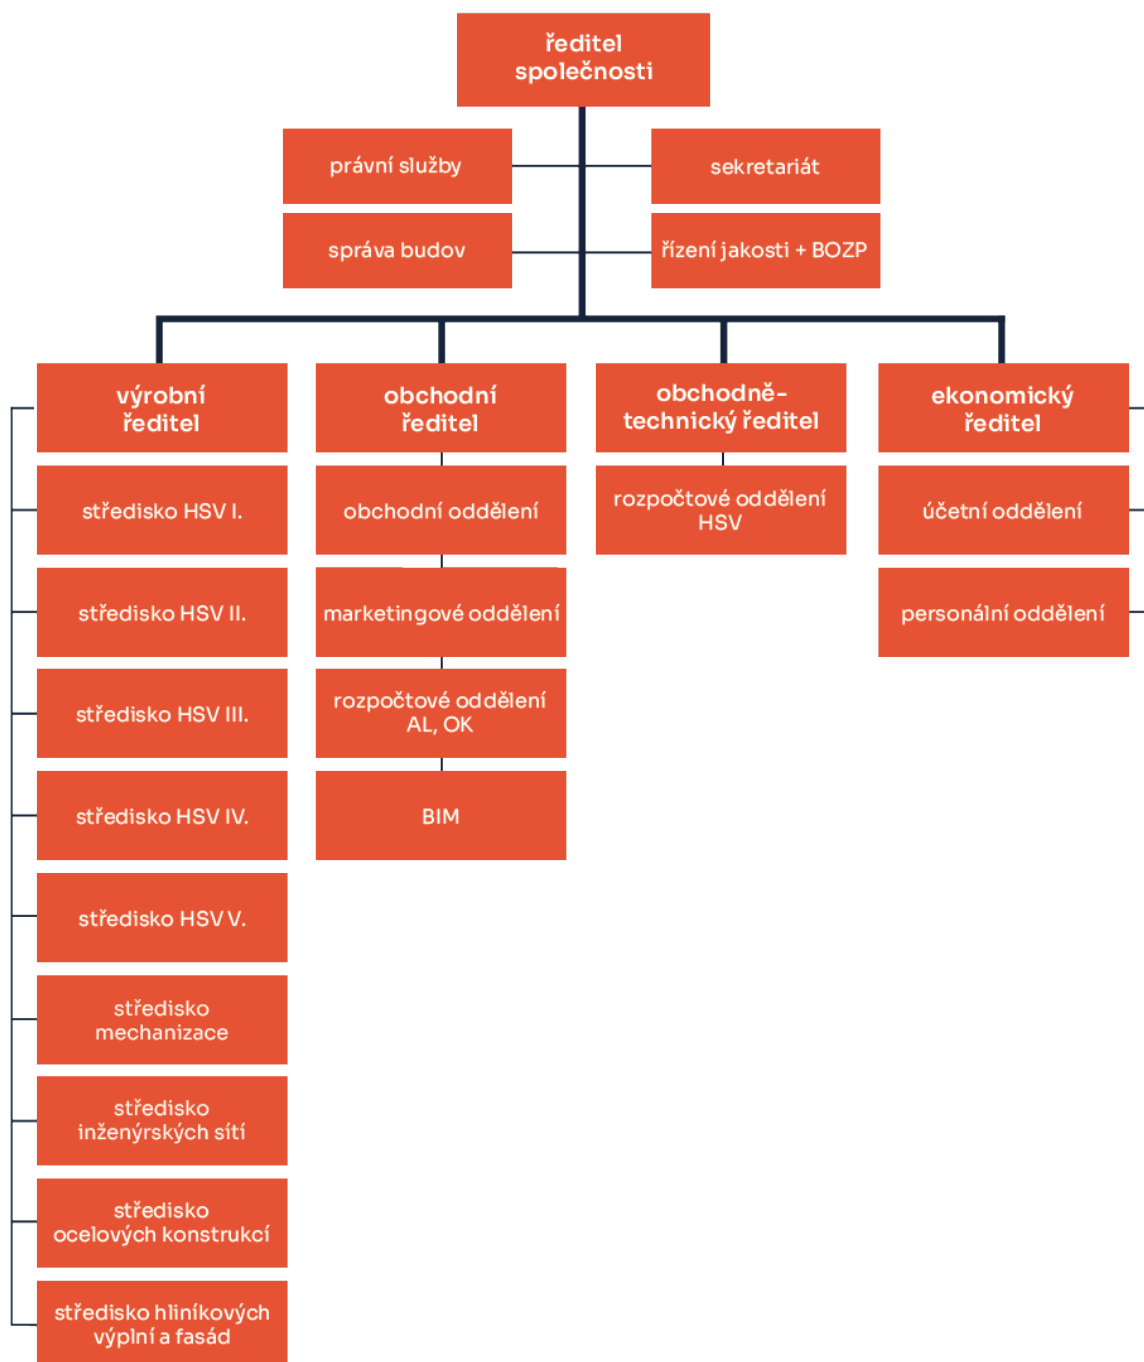 ředitel
společnosti
právní služby
sekretariát
správa budov
řízení jakosti + BOZP
výrobní
ředitel
obchodní
ředitel
obchodně-
technický ředitel
ekonomický
ředitel
středisko HSV I.
obchodní oddělení
rozpočtové oddělení
HSV
účetní oddělení
středisko HSV II.
marketingové oddělení
personální oddělení
středisko HSV III.
rozpočtové oddělení
AL, OK
středisko HSV IV.
BIM
středisko HSV V.
středisko
mechanizace
středisko
inženýrských sítí
středisko
ocelových konstrukcí
středisko hliníkových
výplní a fasád